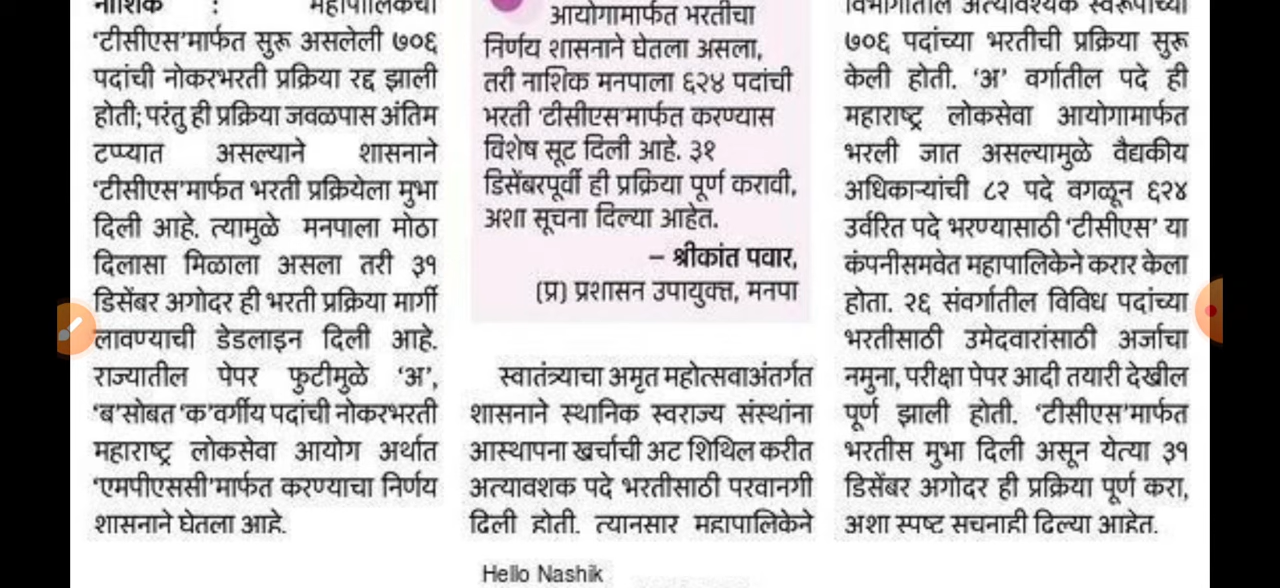 नाशिक : महापालिकेची
‘टीसीएस’मार्फत सुरू असलेली ७०६
पदांची नोकरभरती प्रक्रिया रद्द झाली
होती; परंतु ही प्रक्रिया जवळपास अंतिम
टप्प्यात असल्याने शासनाने
‘टीसीएस’मार्फत भरती प्रक्रियेला मुभा
दिली आहे. त्यामुळे मनपाला मोठा
दिलासा मिळाला असला तरी ३१
डिसेंबर अगोदर ही भरती प्रक्रिया मार्गी
लावण्याची डेडलाइन दिली आहे.
राज्यातील पेपर फुटीमुळे ‘अ’,
‘ब’सोबत ‘क’वर्गीय पदांची नोकरभरती
महाराष्ट्र लोकसेवा आयोग अर्थात
‘एमपीएससी’मार्फत करण्याचा निर्णय
शासनाने घेतला आहे.
आयोगामार्फत भरतीचा
निर्णय शासनाने घेतला असला,
तरी नाशिक मनपाला ६२४ पदांची
भरती ‘टीसीएस’मार्फत करण्यास
विशेष सूट दिली आहे. ३१
डिसेंबरपूर्वी ही प्रक्रिया पूर्ण करावी,
अशा सूचना दिल्या आहेत.
– श्रीकांत पवार,
(प्र) प्रशासन उपायुक्त, मनपा
स्वातंत्र्याचा अमृत महोत्सवाअंतर्गत
शासनाने स्थानिक स्वराज्य संस्थांना
आस्थापना खर्चाची अट शिथिल करीत
अत्यावशक पदे भरतीसाठी परवानगी
दिली होती. त्यानुसार महापालिकेने
विभागातील अत्यावश्यक स्वरूपाच्या
७०६ पदांच्या भरतीची प्रक्रिया सुरू
केली होती. ‘अ’ वर्गातील पदे ही
महाराष्ट्र लोकसेवा आयोगामार्फत
भरली जात असल्यामुळे वैद्यकीय
अधिकाऱ्यांची ८२ पदे वगळून ६२४
उर्वरित पदे भरण्यासाठी ‘टीसीएस’ या
कंपनीसमवेत महापालिकेने करार केला
होता. २६ संवर्गातील विविध पदांच्या
भरतीसाठी उमेदवारांसाठी अर्जाचा
नमुना, परीक्षा पेपर आदी तयारी देखील
पूर्ण झाली होती. ‘टीसीएस’मार्फत
भरतीस मुभा दिली असून येत्या ३१
डिसेंबर अगोदर ही प्रक्रिया पूर्ण करा,
अशा स्पष्ट सूचनाही दिल्या आहेत.
Hello Nashik